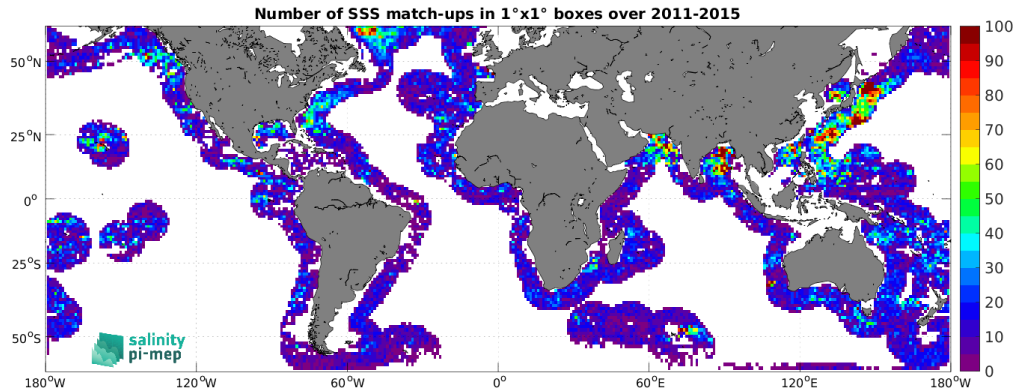 Number of SSS match-ups in 1°x1° boxes over 2011-2015
50°N
25°N
0°
25°S
50°S
180°W
120°W
60°W
0°
60°E
120°E
180°W
100
90
80
70
60
50
40
30
20
10
0
salinity
pi-mep